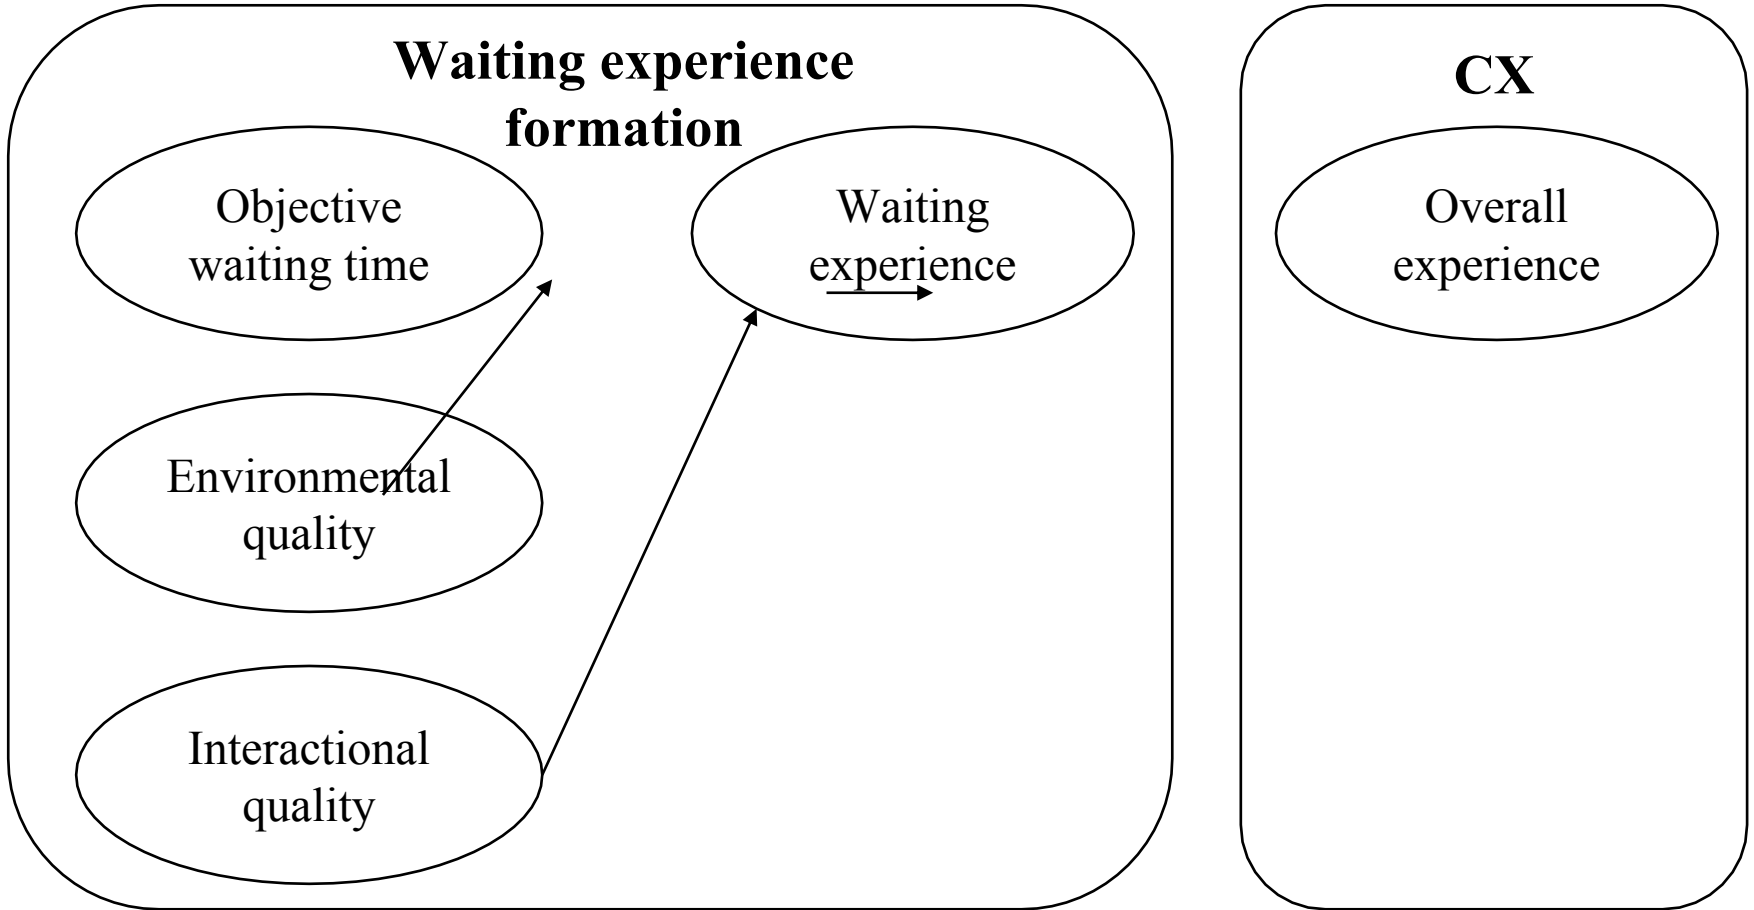 Waiting experience
formation
Objective
waiting time
Waiting
experience
Environmental
quality
Interactional
quality
CX
Overall
experience